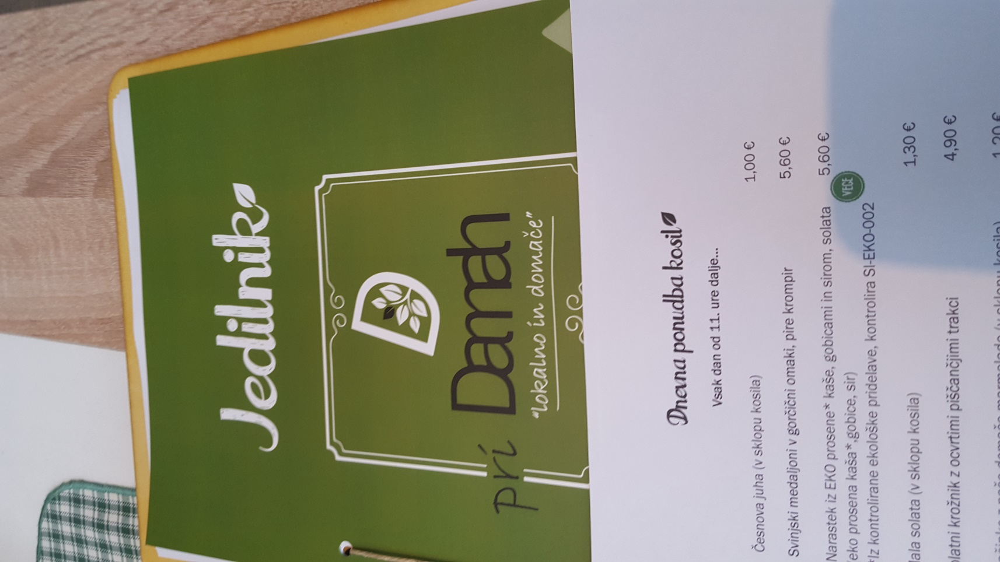 Jedilnik
pri Damah
"lokalno in domače"
Dnevna ponudba kosil
Vsak dan od 11. ure dalje...
Česnova juha (v sklopu kosila) 1,00 €
Svinjski medaljoni v gorčični omaki, pire krompir 5,60 €
Narastek iz EKO prosene* kaše, gobicami in sirom, solata 5,60 €
eko prosena kaša*,gobice, sir)
VEGE
*Iz kontrolirane ekološke pridelave, kontrolira SI-EKO-002
solata (v sklopu kosila) 1,30 €
krožnik z ocvrtimi piščančjimi trakci 4,90 €
1,20 €